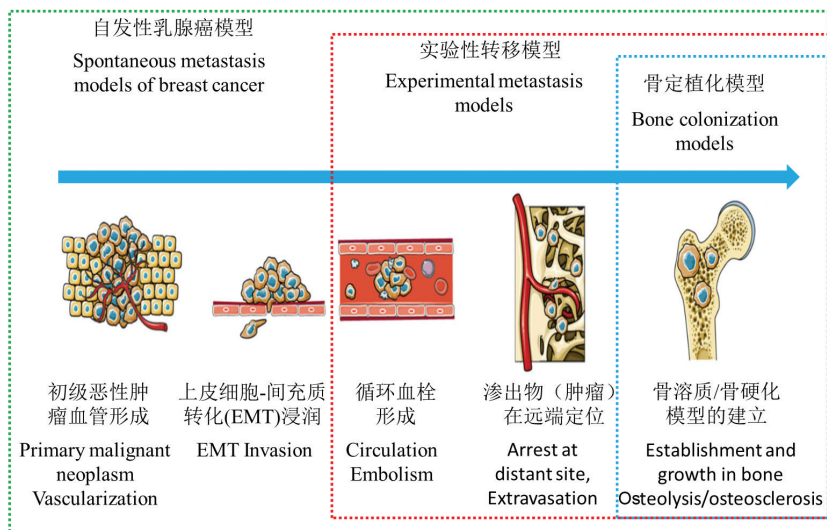 自发性乳腺癌模型
Spontaneous metastasis
models of breast cancer
实验性转移模型
Experimental metastasis
models
骨定植化模型
Bone colonization
models
初级恶性肿
瘤血管形成
Primary malignant
neoplasm
Vascularization
上皮细胞-间充质
转化(EMT)浸润
EMT Invasion
循环血栓
形成
Circulation
Embolism
渗出物（肿瘤）
在远端定位
Arrest at
distant site,
Extravasation
骨溶质/骨硬化
模型的建立
Establishment and
growth in bone
Osteolysis/osteosclerosis